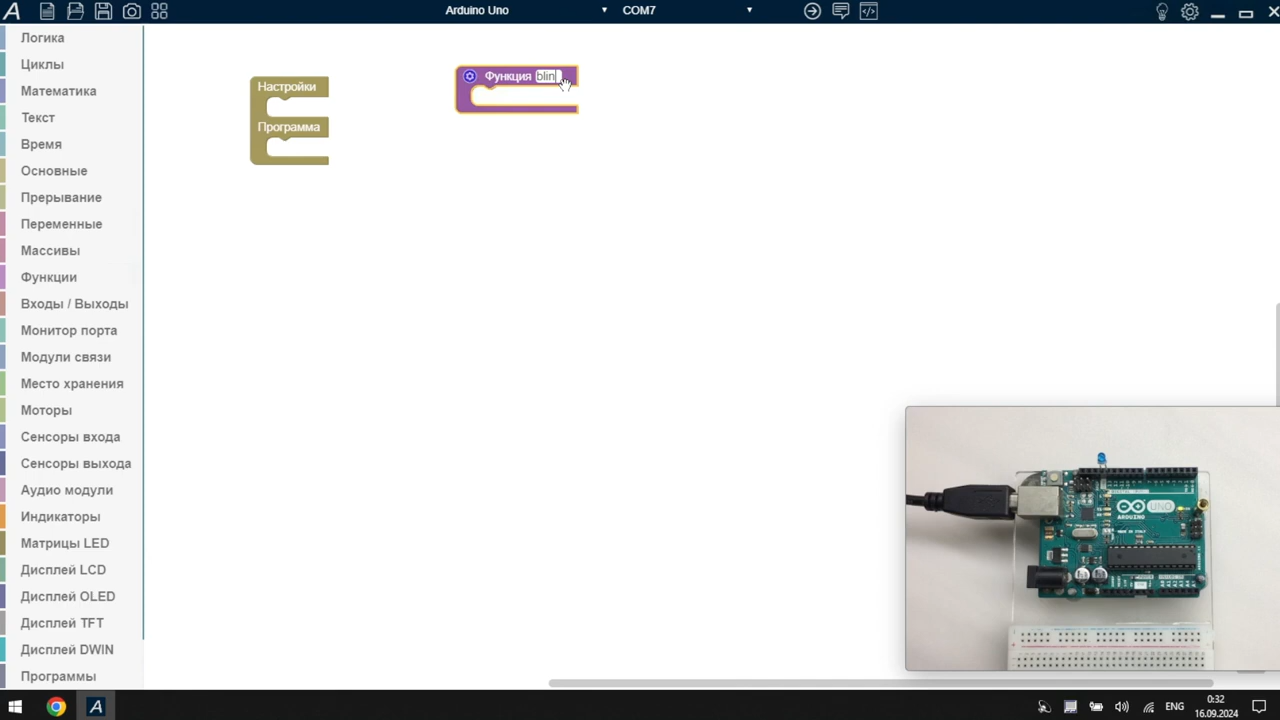 Arduino Uno
COM7
Логика
Циклы
Математика
Текст
Время
Основные
Прерывание
Переменные
Массивы
Функции
Входы / Выходы
Монитор порта
Модули связи
Место хранения
Моторы
Сенсоры входа
Сенсоры выхода
Аудио модули
Индикаторы
Матрицы LED
Дисплей LCD
Дисплей OLED
Дисплей TFT
Дисплей DWIN
Программы
Настройки
Программа
Функция blin
UNO
ARDUINO
ENG
0:32
16.09.2024